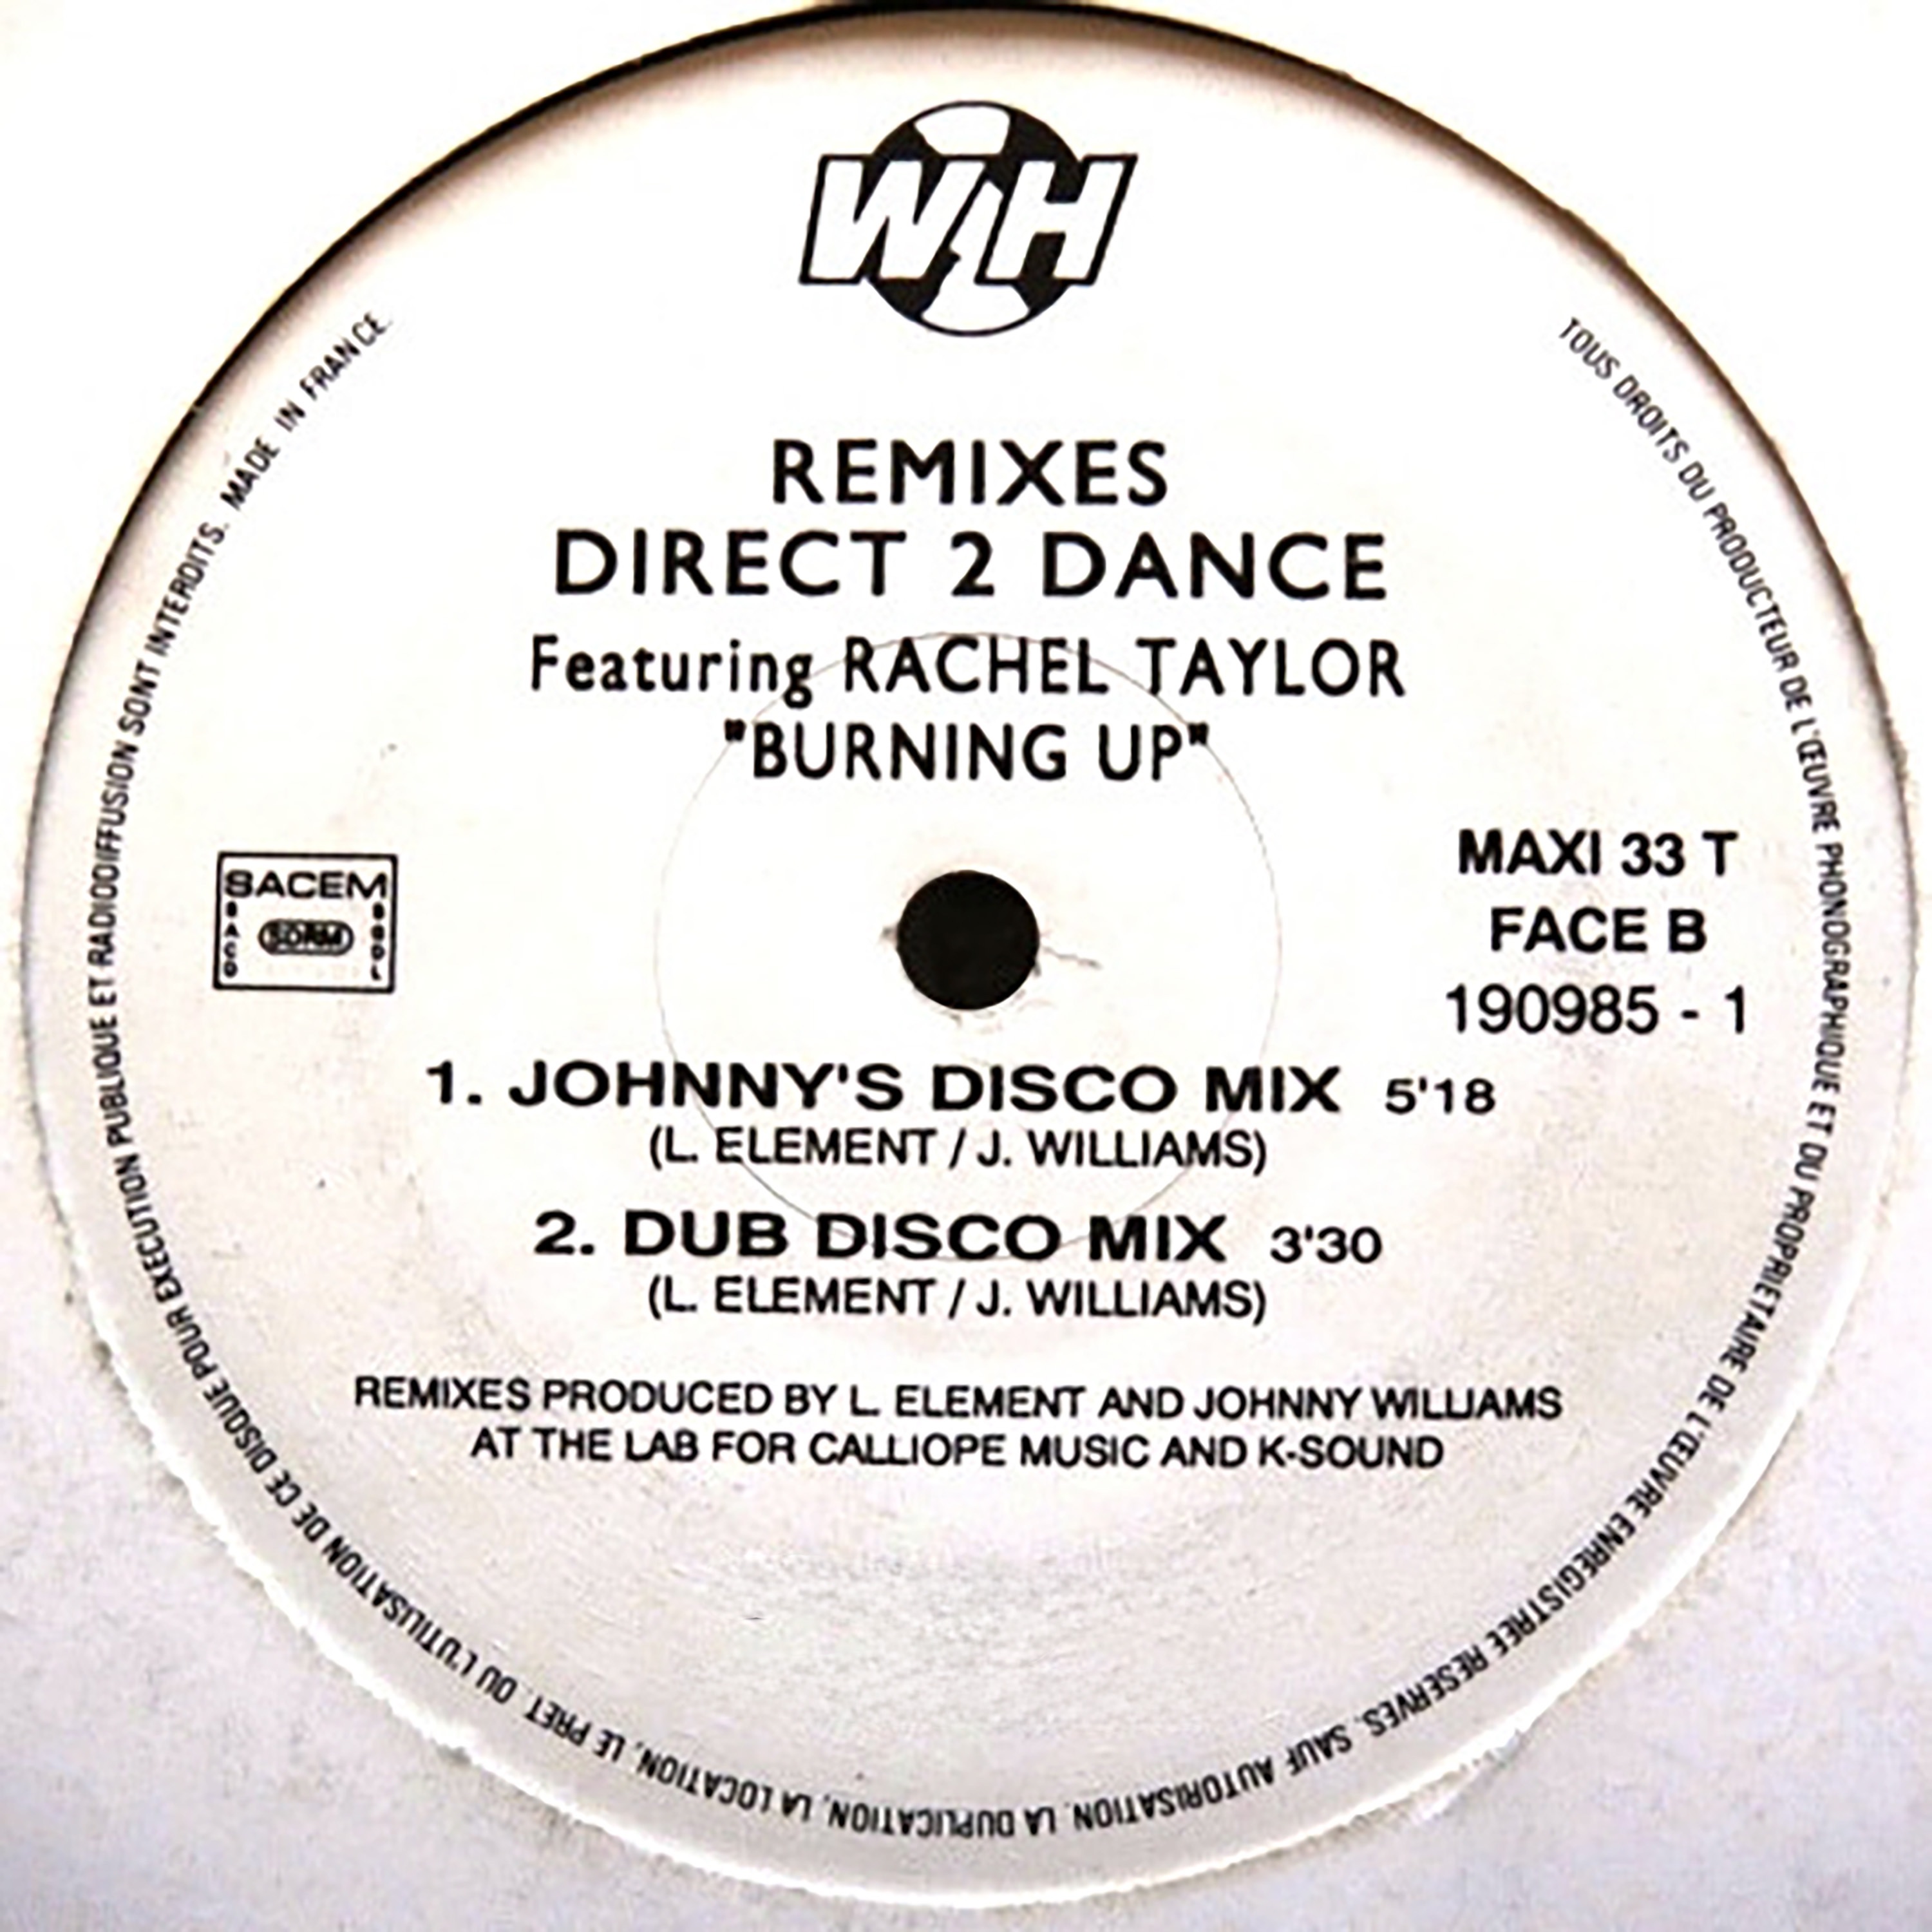 WH
REMIXES
DIRECT 2 DANCE
Featuring RACHEL TAYLOR
"BURNING UP"
SACEM
SACD
SDRM
SGDL
MAXI 33 T
FACE B
190985 - 1
1. JOHNNY'S DISCO MIX 5'18
(L. ELEMENT / J. WILLIAMS)
2. DUB DISCO MIX 3'30
(L. ELEMENT / J. WILLIAMS)
REMIXES PRODUCED BY L. ELEMENT AND JOHNNY WILLIAMS
AT THE LAB FOR CALLIOPE MUSIC AND K-SOUND
TOUS DROITS DU PRODUCTEUR DE L'ŒUVRE PHONOGRAPHIQUE ET DU PROPRIETAIRE DE L'ŒUVRE ENREGISTREE RESERVES. SAUF AUTORISATION, LA DUPLICATION, LA LOCATION, LE PRET, OU L'UTILISATION DE CE DISQUE POUR EXECUTION PUBLIQUE ET RADIODIFFUSION SONT INTERDITS. MADE IN FRANCE.